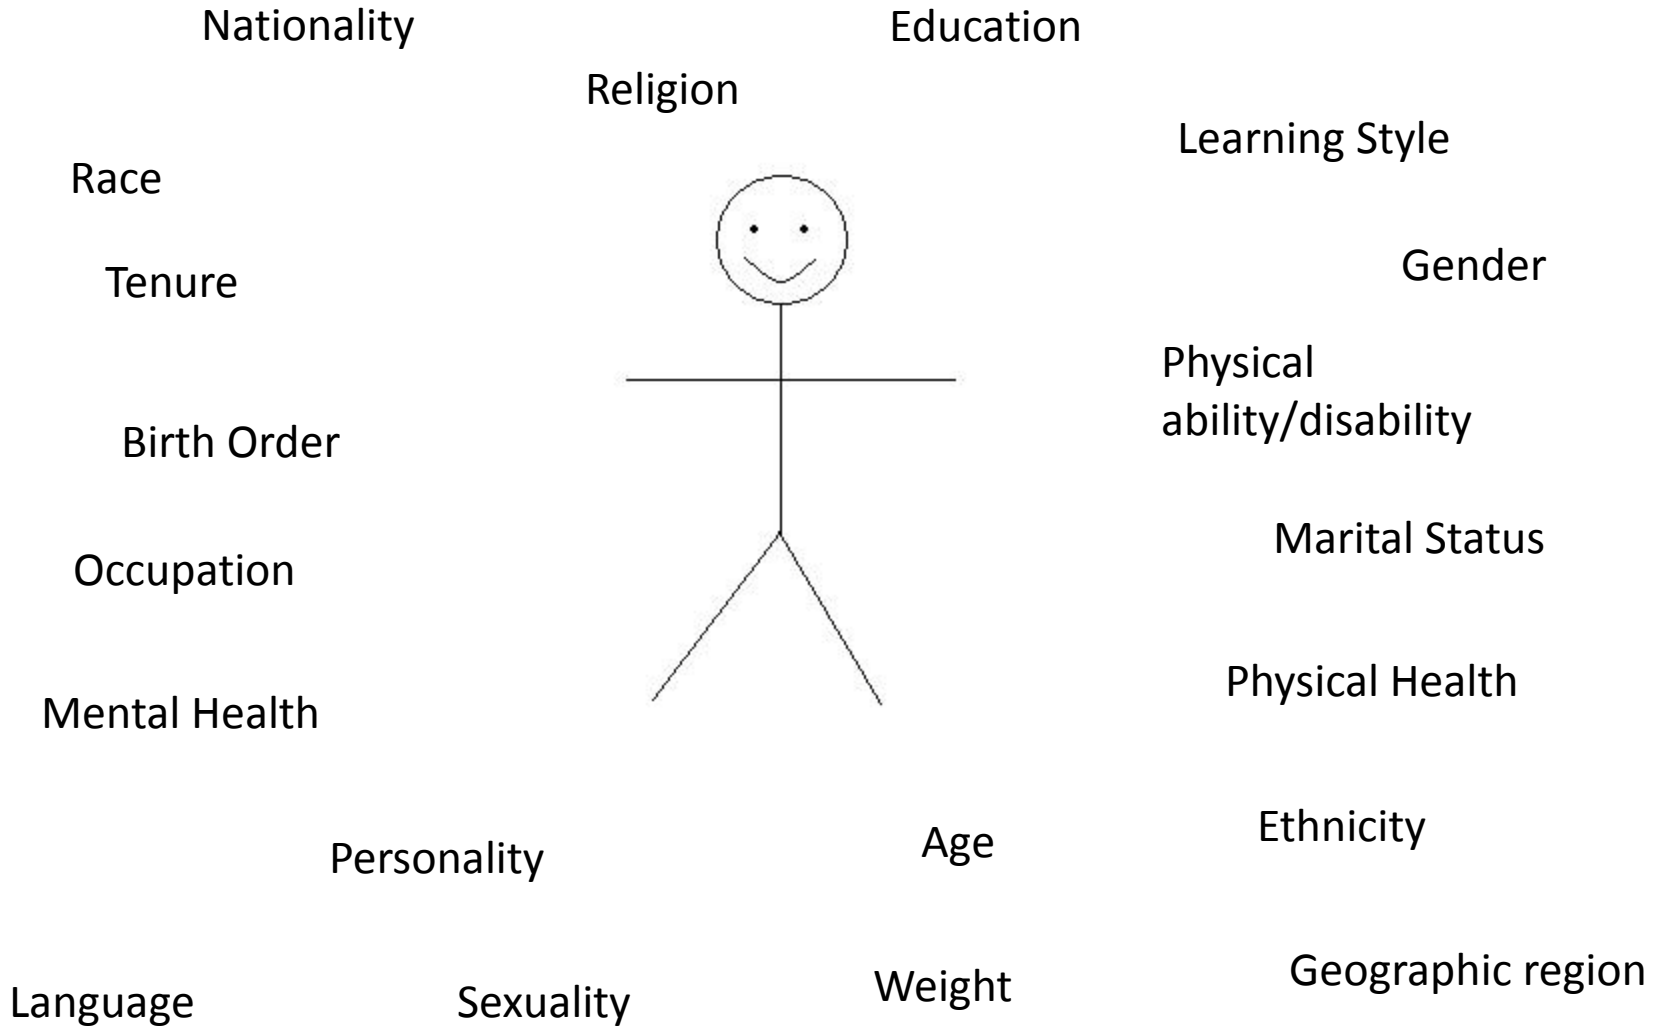 Nationality
Education
Religion
Learning Style
Race
Gender
Tenure
Physical
ability/disability
Birth Order
Marital Status
Occupation
Physical Health
Mental Health
Ethnicity
Age
Personality
Geographic region
Weight
Language
Sexuality